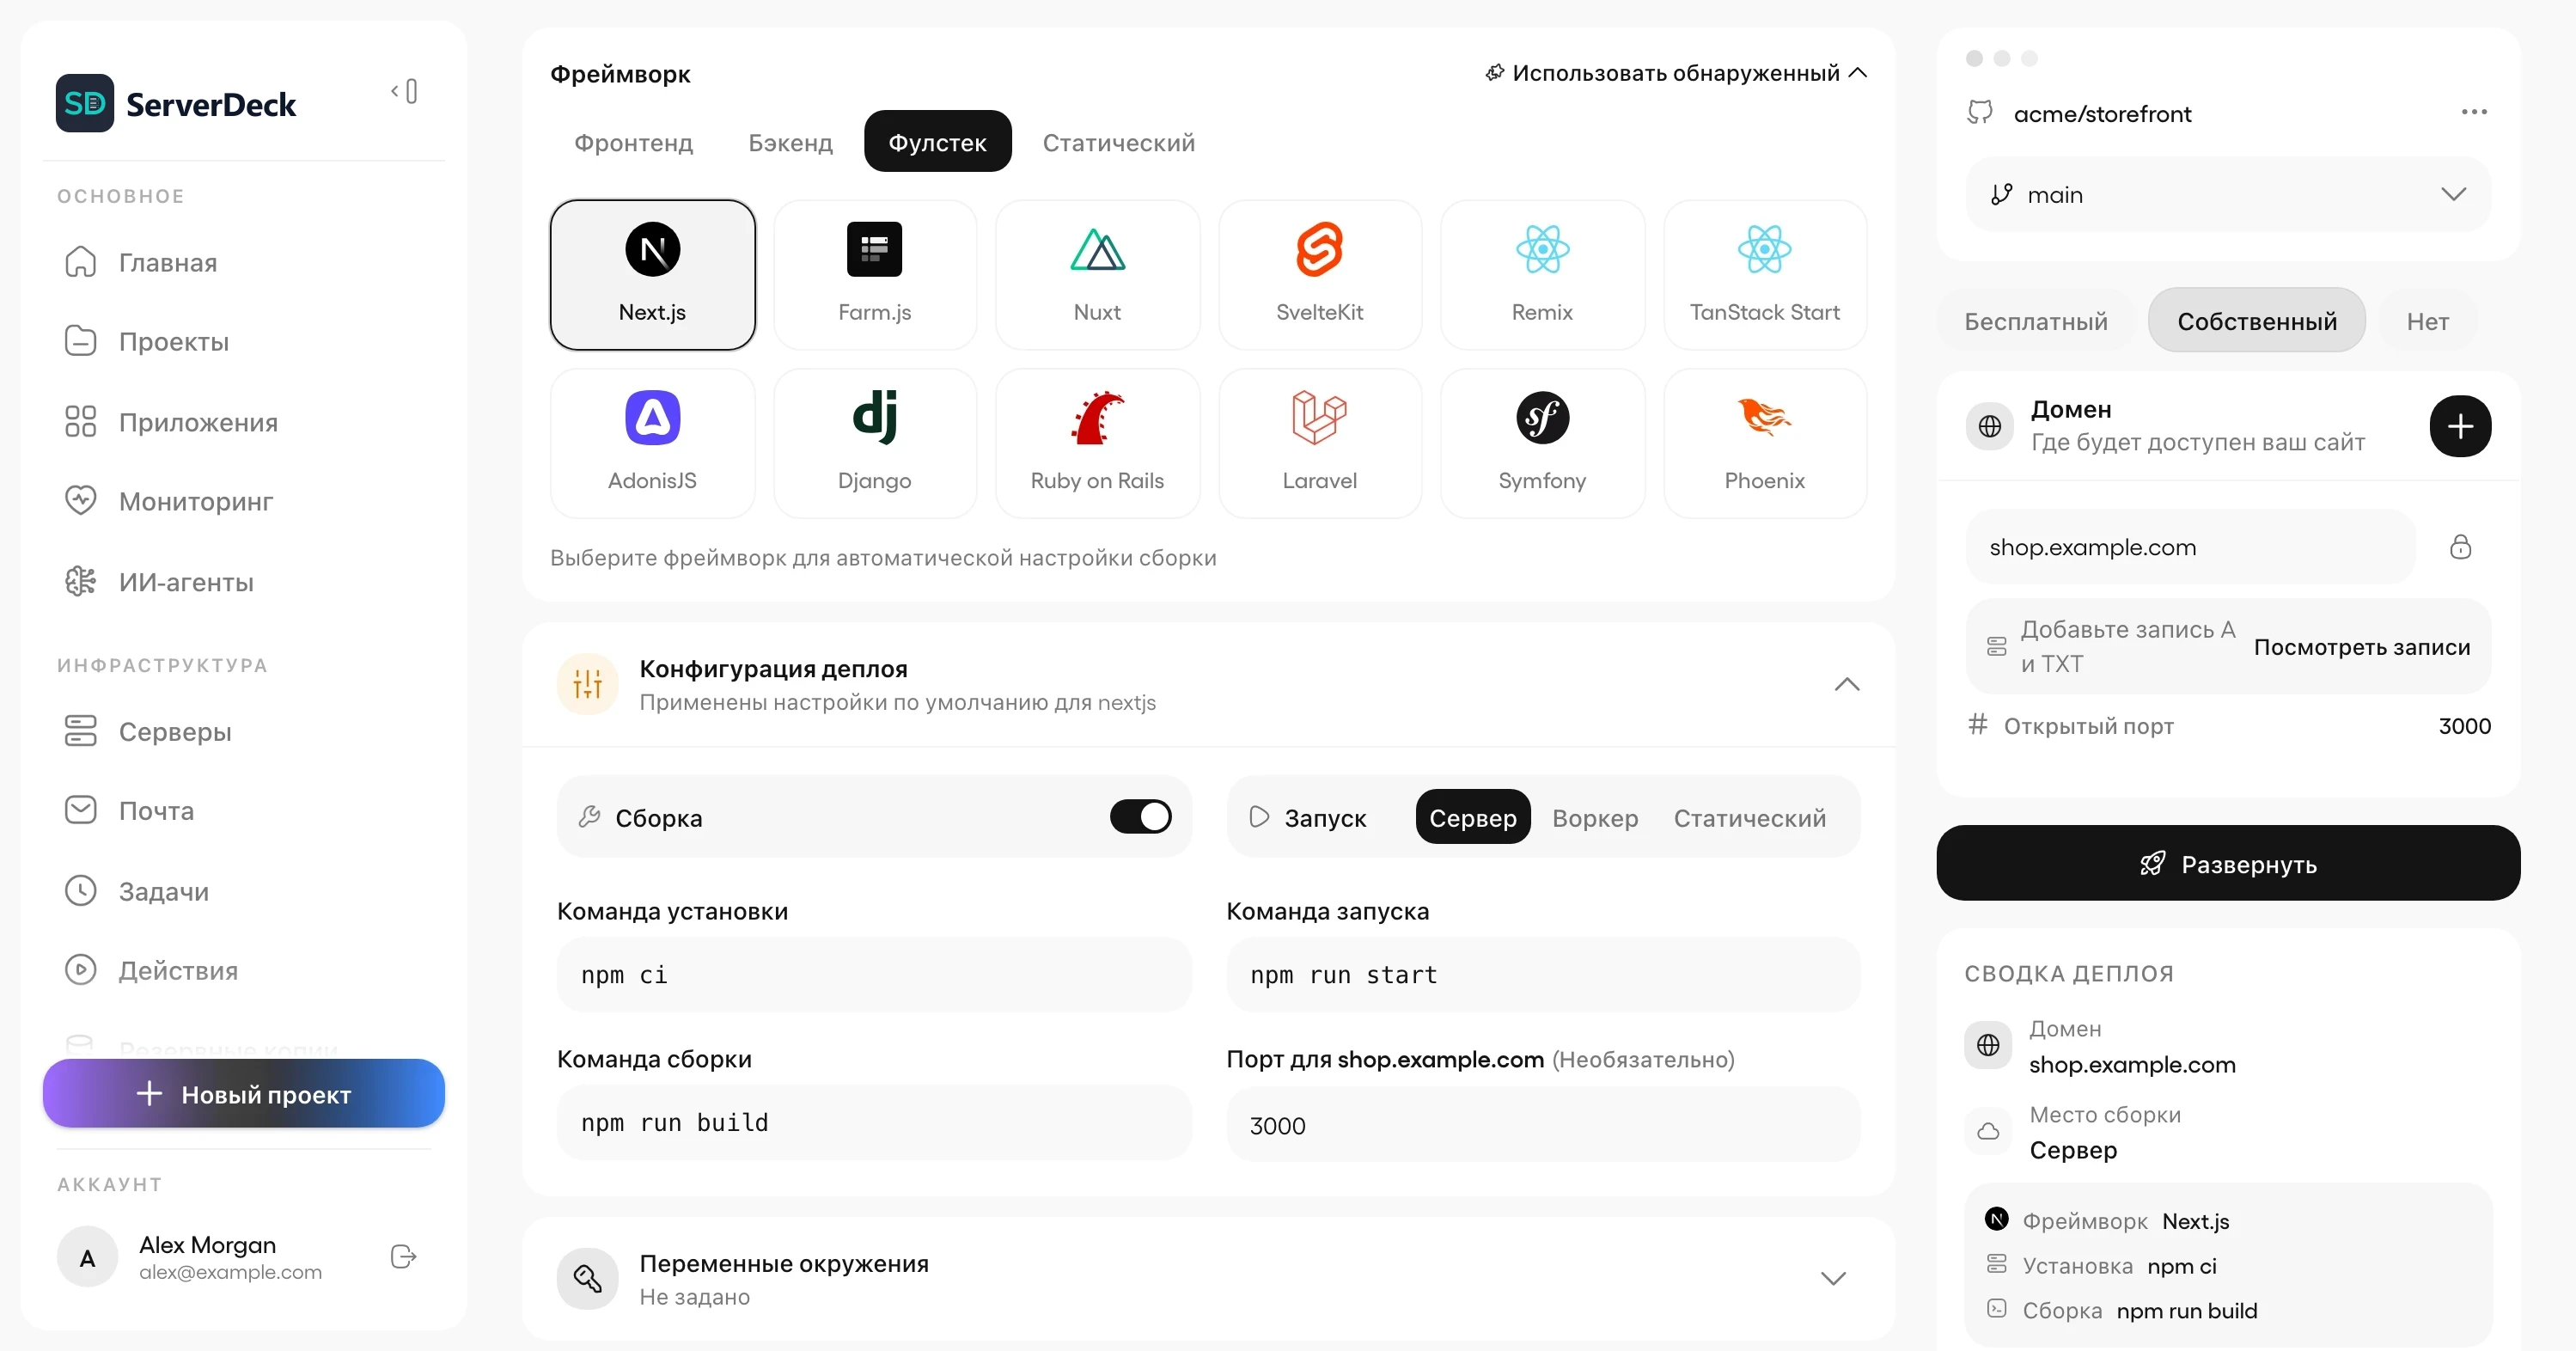 ServerDeck
ОСНОВНОЕ
Главная
Проекты
Приложения
Мониторинг
ИИ-агенты
ИНФРАСТРУКТУРА
Серверы
Почта
Задачи
Действия
Резервные копии
Новый проект
АККАУНТ
A
Alex Morgan
alex@example.com
Фреймворк
Использовать обнаруженный
Фронтенд
Бэкенд
Фулстек
Статический
Next.js
Farm.js
Nuxt
SvelteKit
Remix
TanStack Start
AdonisJS
Django
Ruby on Rails
Laravel
Symfony
Phoenix
Выберите фреймворк для автоматической настройки сборки
Конфигурация деплоя
Применены настройки по умолчанию для nextjs
Сборка
Запуск
Сервер
Воркер
Статический
Команда установки
npm ci
Команда запуска
npm run start
Команда сборки
npm run build
Порт для shop.example.com (Необязательно)
3000
Переменные окружения
Не задано
acme/storefront
main
Бесплатный
Собственный
Нет
Домен
Где будет доступен ваш сайт
shop.example.com
Добавьте запись A
и TXT
Посмотреть записи
Открытый порт
3000
Развернуть
СВОДКА ДЕПЛОЯ
Домен
shop.example.com
Место сборки
Сервер
Фреймворк Next.js
Установка npm ci
Сборка npm run build